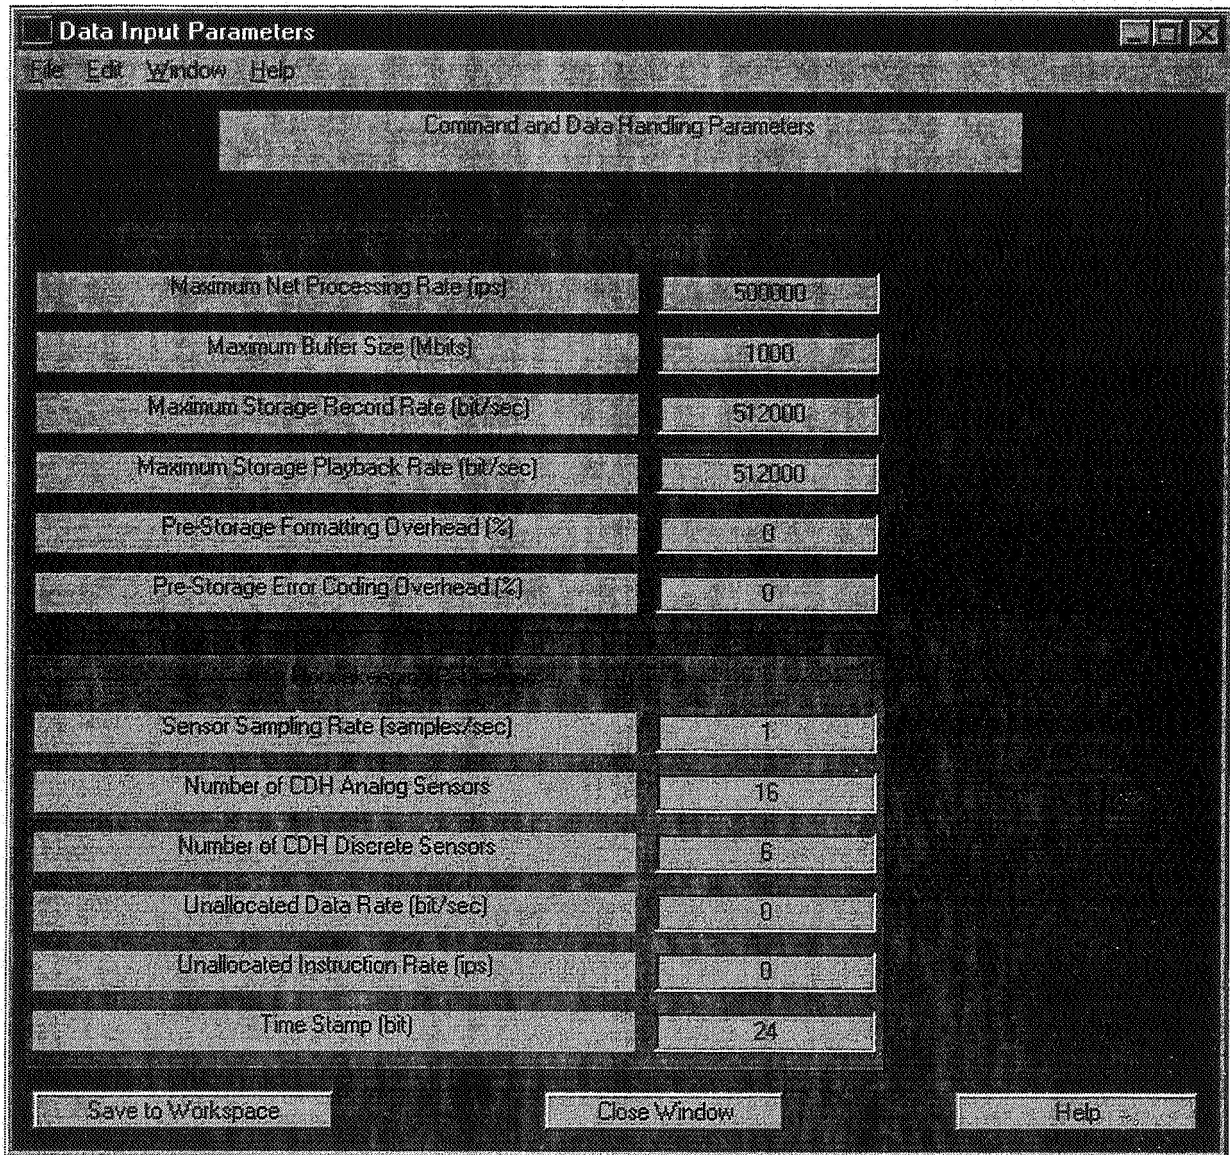 Data Input Parameters
File Edit Window Help
Command and Data Handling Parameters
Maximum Net Processing Rate (ips) 500000
Maximum Buffer Size (Mbits) 1000
Maximum Storage Record Rate (bit/sec) 512000
Maximum Storage Playback Rate (bit/sec) 512000
Pre-Storage Formatting Overhead (%) 0
Pre-Storage Error Coding Overhead (%) 0
Sensor Sampling Rate (samples/sec) 1
Number of CDH Analog Sensors 16
Number of CDH Discrete Sensors 6
Unallocated Data Rate (bit/sec) 0
Unallocated Instruction Rate (ips) 0
Time Stamp (bit) 24
Save to Workspace Close Window Help